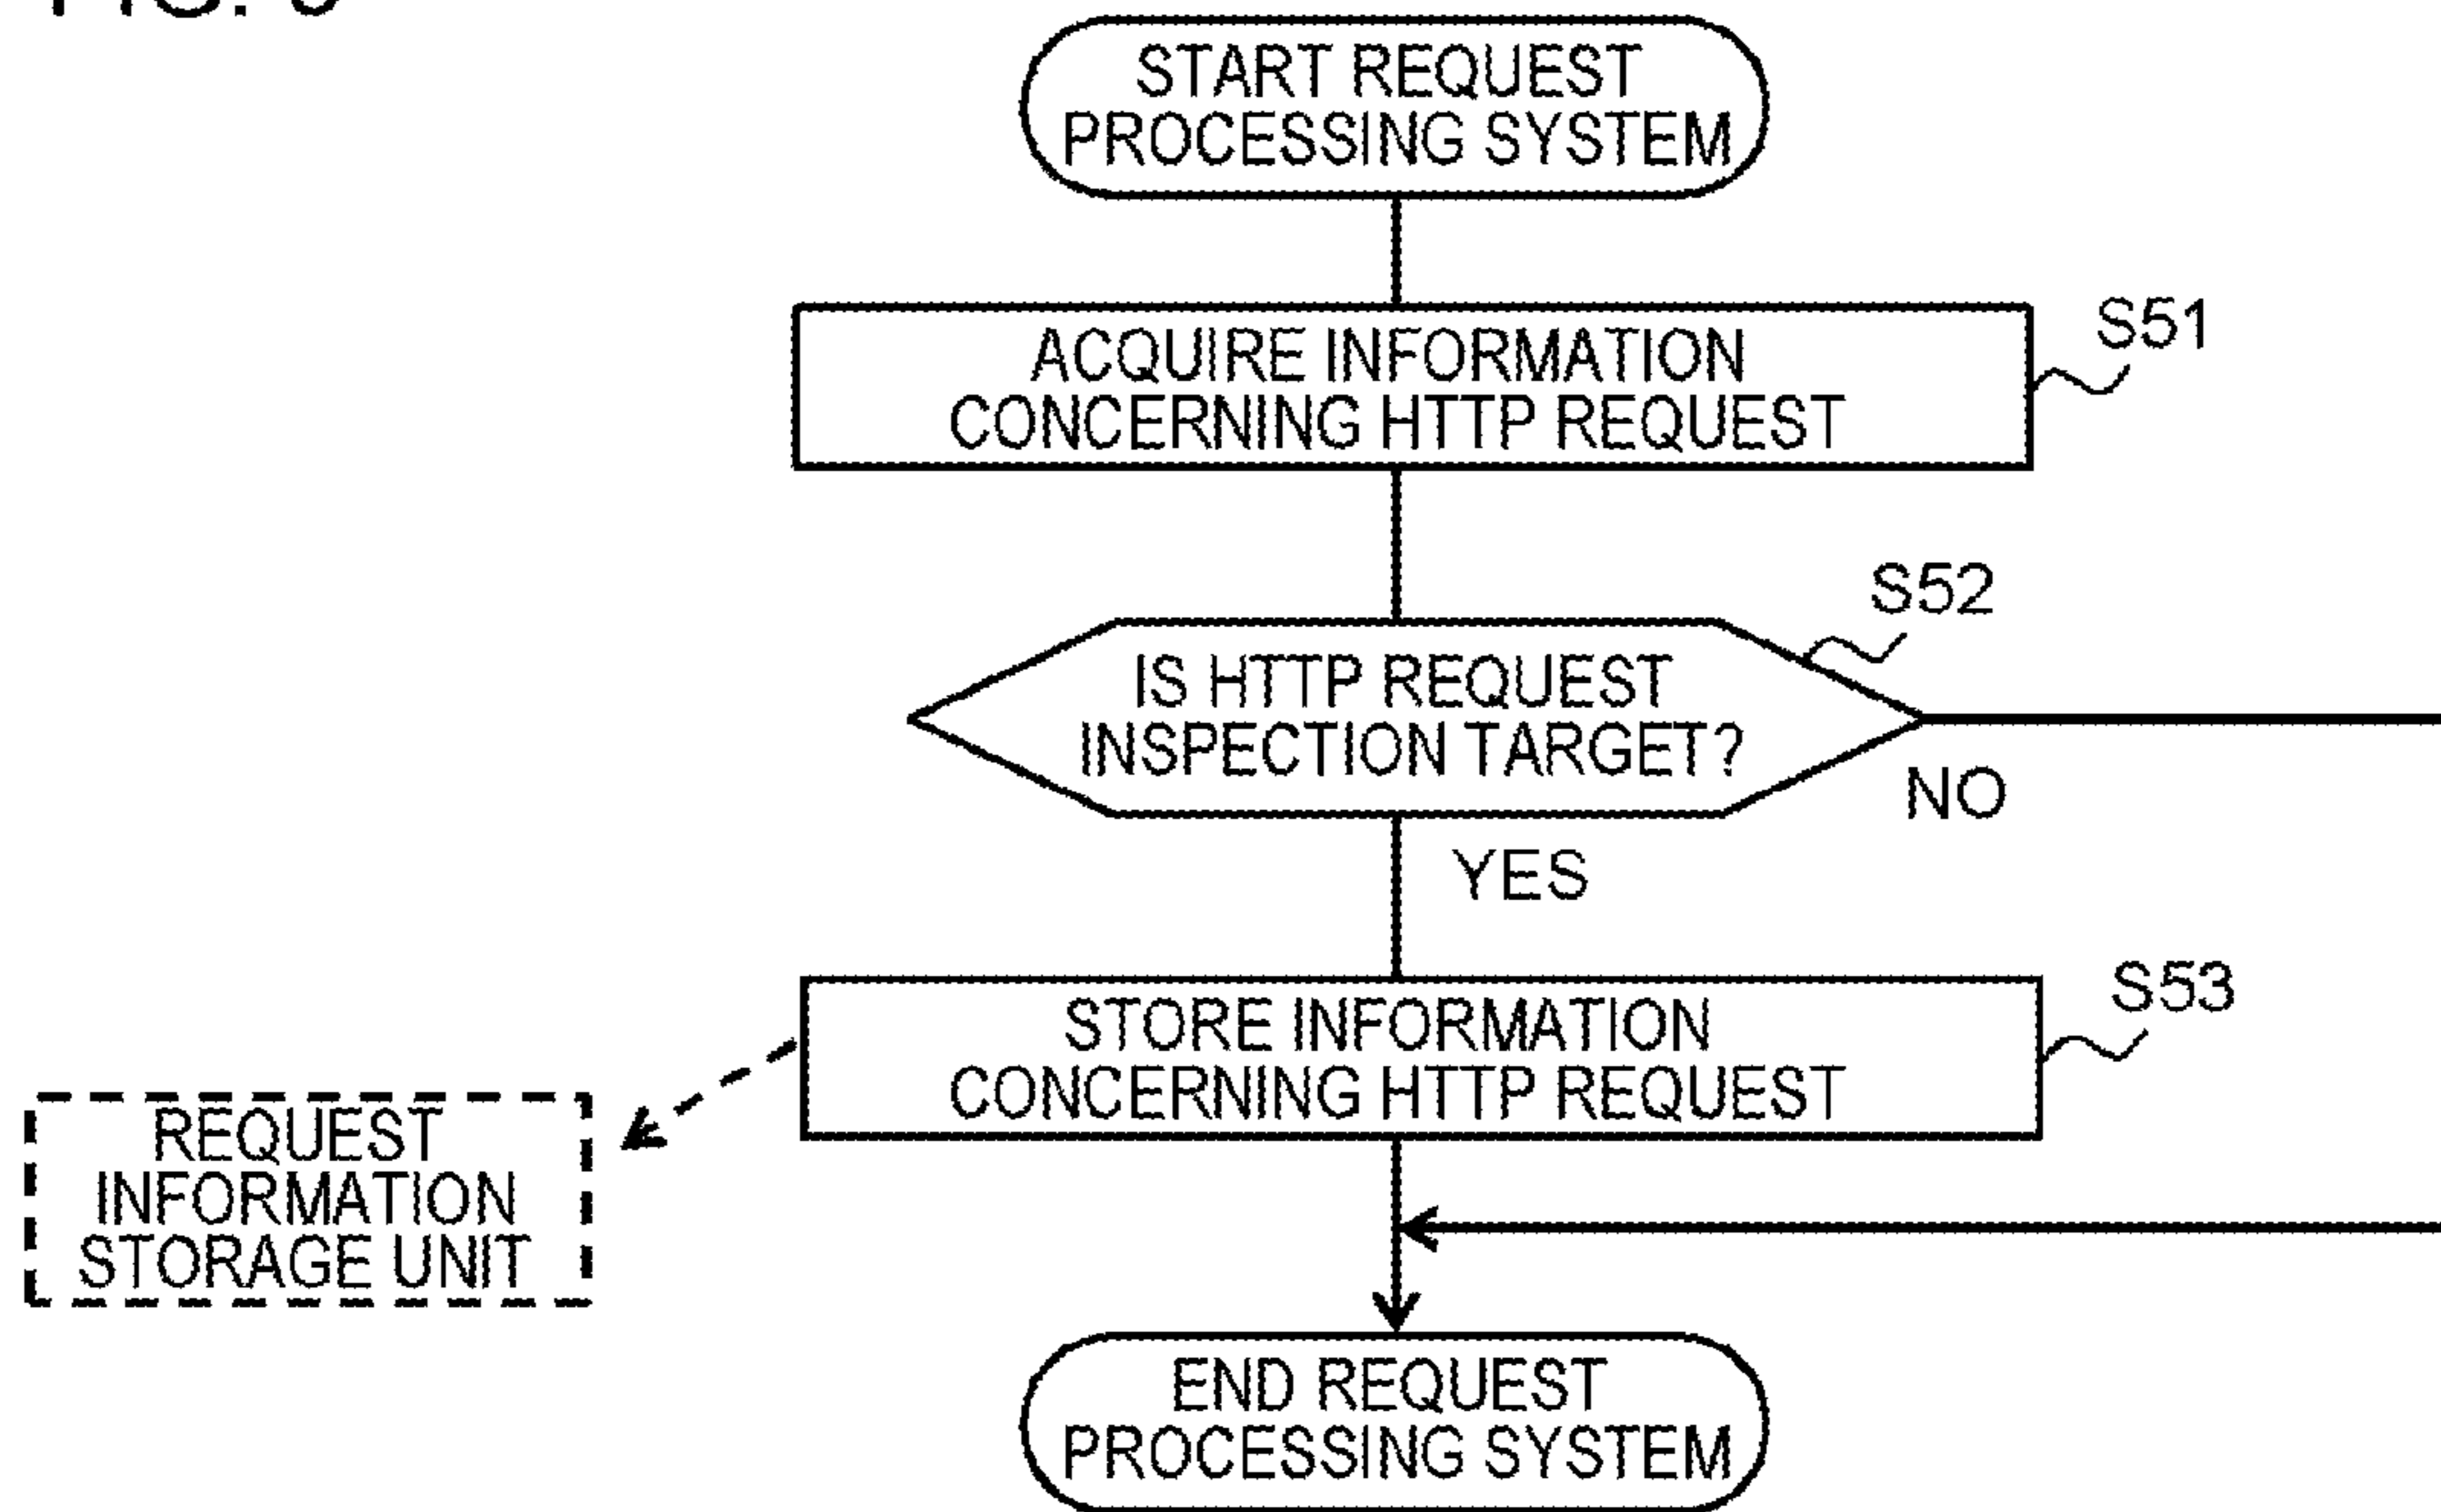 START REQUEST
PROCESSING SYSTEM
ACQUIRE INFORMATION
CONCERNING HTTP REQUEST
S51
S52
IS HTTP REQUEST
INSPECTION TARGET?
NO
YES
STORE INFORMATION
CONCERNING HTTP REQUEST
S53
REQUEST
INFORMATION
STORAGE UNIT
END REQUEST
PROCESSING SYSTEM